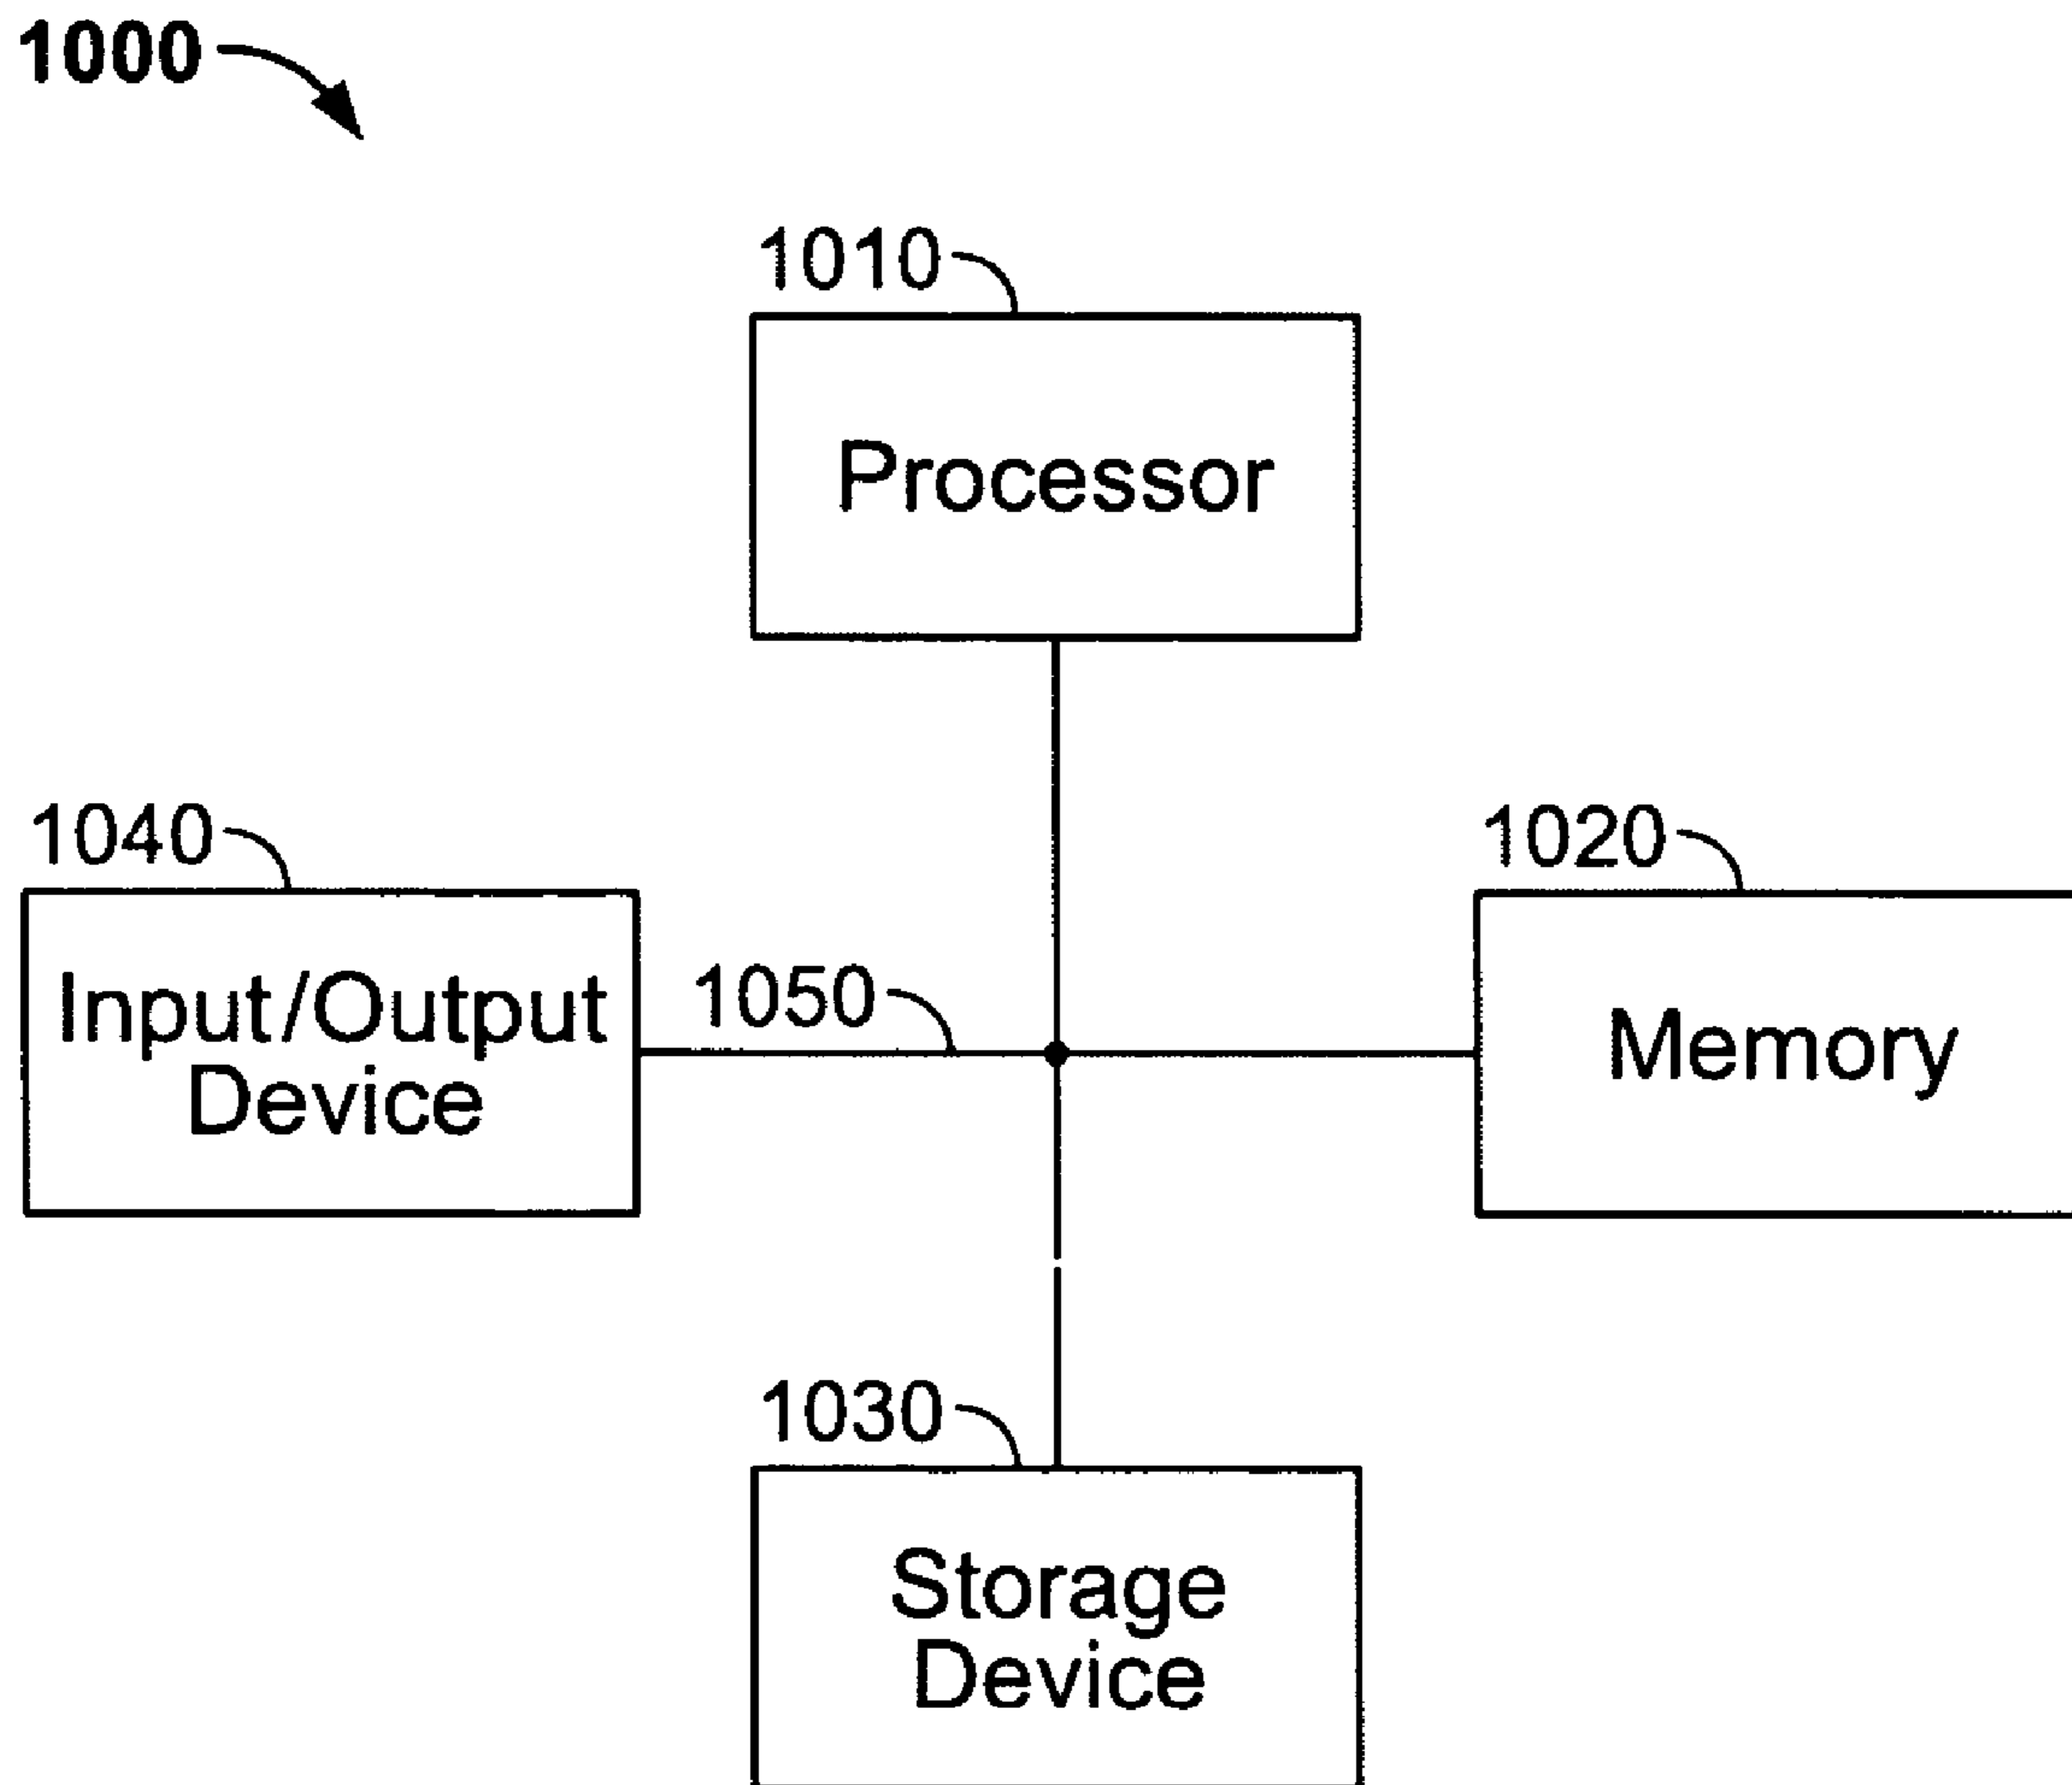 1000
1010
Processor
1040
1020
Input/Output
Device
1050
Memory
1030
Storage
Device